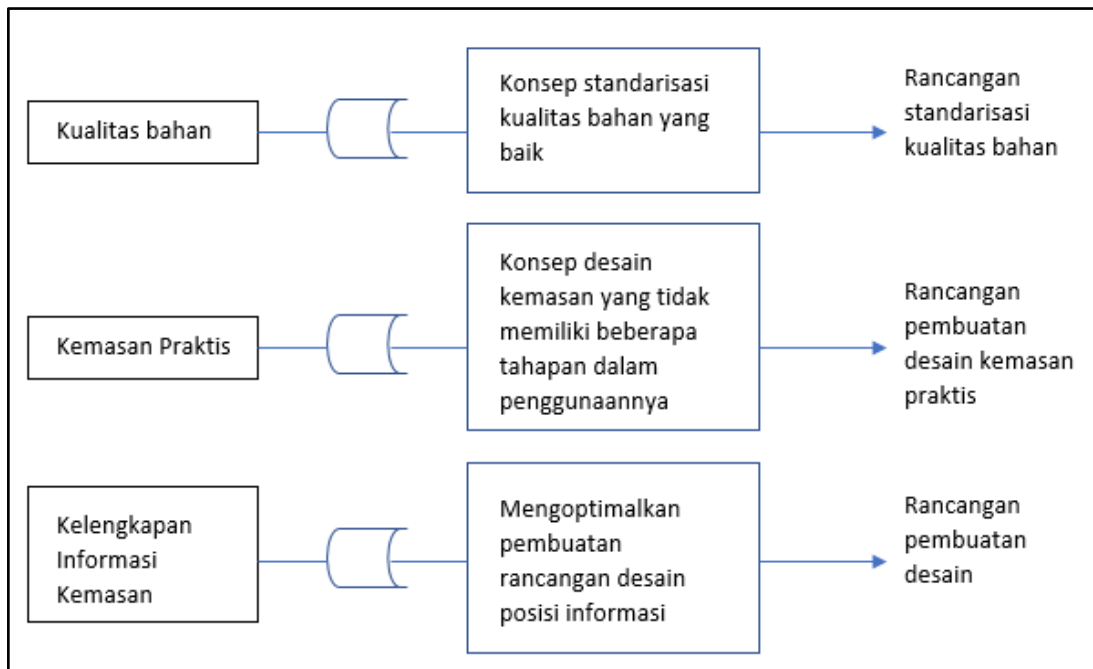 Kualitas bahan
Konsep standarisasi
kualitas bahan yang
baik
Rancangan
standarisasi
kualitas bahan
Kemasan Praktis
Konsep desain
kemasan yang tidak
memiliki beberapa
tahapan dalam
penggunaannya
Rancangan
pembuatan
desain kemasan
praktis
Kelengkapan
Informasi
Kemasan
Mengoptimalkan
pembuatan
rancangan desain
posisi informasi
Rancangan
pembuatan
desain